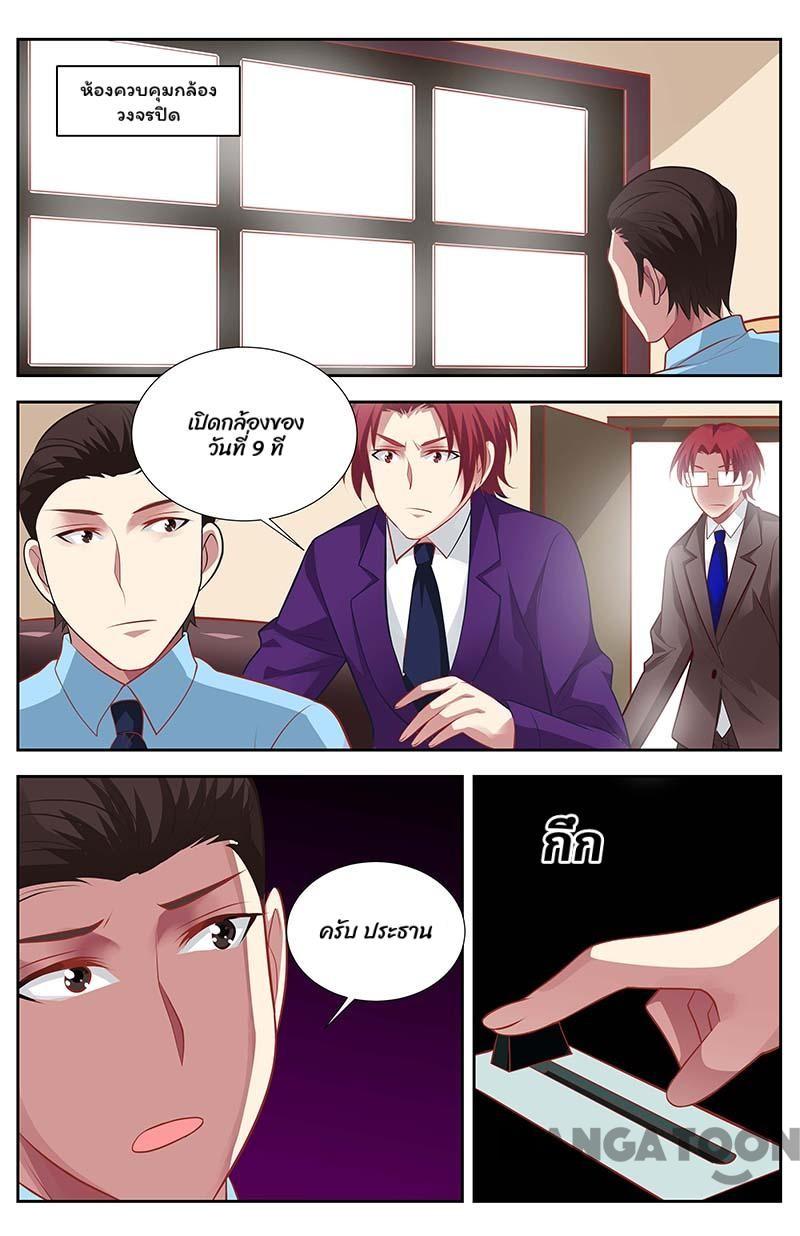 ห้องควบคุมกล้อง
วงจรปิด
เปิดกล้องของ
วันที่ 9 ที
ครับ ประธาน
กึก
MANGATOON